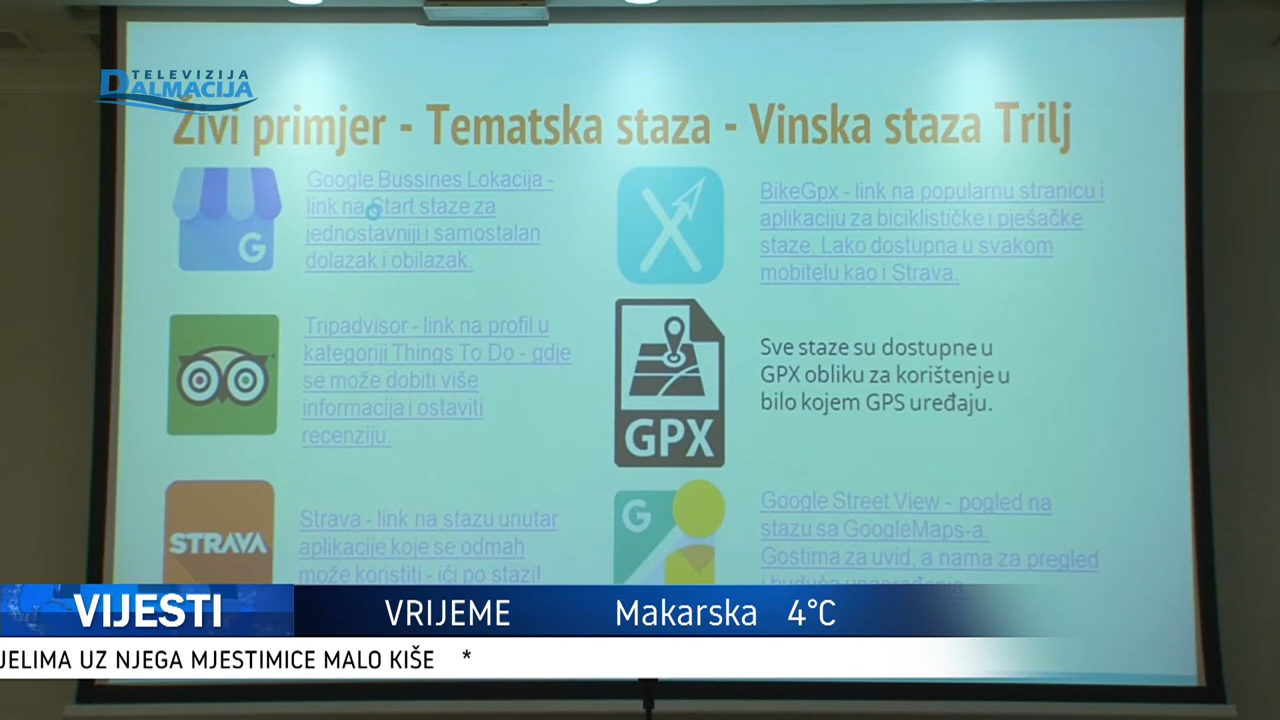 TELEVIZIJA
DALMACIJA
Živi primjer - Tematska staza - Vinska staza Trilj
Google Bussines Lokacija -
link na Start staze za
jednostavniji i samostalan
dolazak i obilazak
G
Tripadvisor - link na profil u
kategoriji Things To Do - gdje
se može dobiti više
informacija i ostaviti
recenziju.
STRAVA
Strava - link na stazu unutar
aplikacije koje se odmah
može koristiti - ići po stazi!
BikeGpx - link na popularnu stranicu i
aplikaciju za biciklističke i pješačke
staze. Lako dostupna u svakom
mobitelu kao i Strava.
GPX
Sve staze su dostupne u
GPX obliku za korištenje u
bilo kojem GPS uređaju.
G
Google Street View - pogled na
stazu sa GoogleMaps-a.
Gostima za uvid, a nama za pregled
VIJESTI
VRIJEME Makarska 4°C
JELIMA UZ NJEGA MJESTIMICE MALO KIŠE *